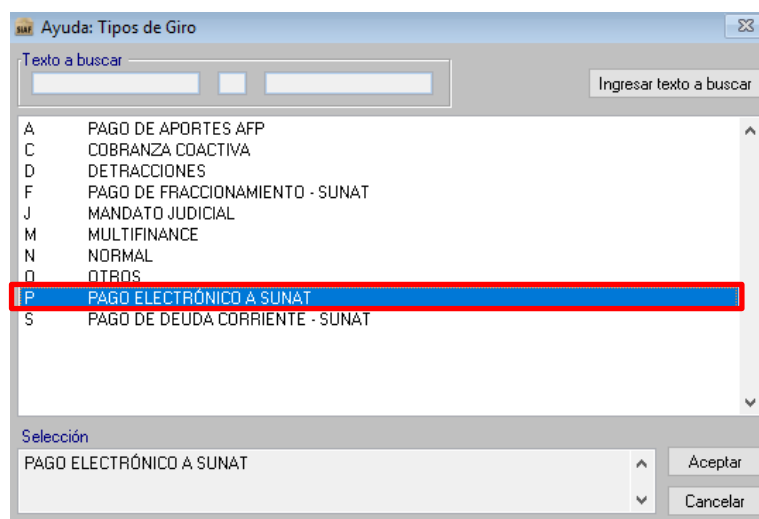 SIAF Ayuda: Tipos de Giro
Texto a buscar
Ingresar texto a buscar
A PAGO DE APORTES AFP
C COBRANZA COACTIVA
D DETRACCIONES
F PAGO DE FRACCIONAMIENTO - SUNAT
J MANDATO JUDICIAL
M MULTIFINANCE
N NORMAL
O OTROS
P PAGO ELECTRÓNICO A SUNAT
S PAGO DE DEUDA CORRIENTE - SUNAT
Selección
PAGO ELECTRÓNICO A SUNAT
Aceptar
Cancelar